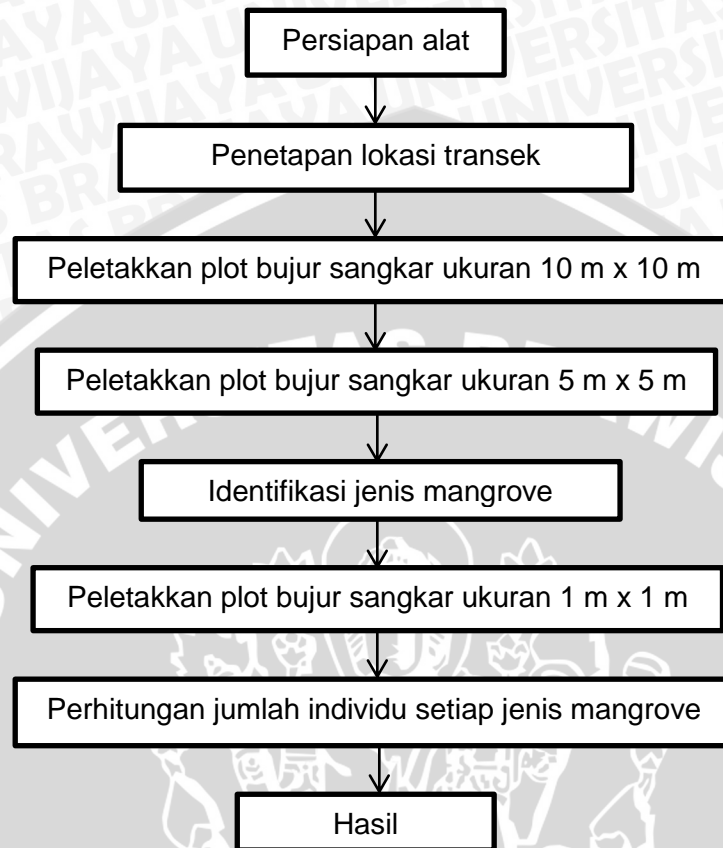 Persiapan alat
Penetapan lokasi transek
Peletakkan plot bujur sangkar ukuran 10 m x 10 m
Peletakkan plot bujur sangkar ukuran 5 m x 5 m
Identifikasi jenis mangrove
Peletakkan plot bujur sangkar ukuran 1 m x 1 m
Perhitungan jumlah individu setiap jenis mangrove
Hasil